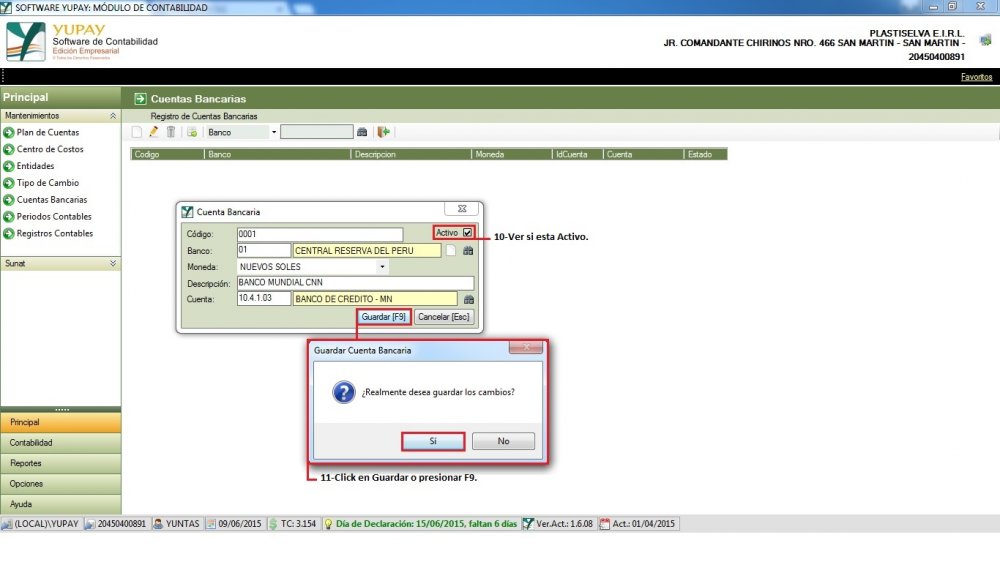 SOFTWARE YUPAY: MÓDULO DE CONTABILIDAD
YUPAY
Software de Contabilidad
Edición Empresarial
© Todos los Derechos Reservados
PLASTISELVA E.I.R.L.
JR. COMANDANTE CHIRINOS NRO. 466 SAN MARTIN - SAN MARTIN -
20450400891
Favoritos
Principal
Cuentas Bancarias
Mantenimientos
Registro de Cuentas Bancarias
Plan de Cuentas
Banco
Centro de Costos
Codigo Banco Descripcion Moneda IdCuenta Cuenta Estado
Entidades
Tipo de Cambio
Cuentas Bancarias
Periodos Contables
Registros Contables
Sunat
Cuenta Bancaria
Código: 0001 Activo
10-Ver si esta Activo.
Banco: 01 CENTRAL RESERVA DEL PERU
Moneda: NUEVOS SOLES
Descripción: BANCO MUNDIAL CNN
Cuenta: 10.4.1.03 BANCO DE CREDITO - MN
Guardar [F9] Cancelar [Esc]
Guardar Cuenta Bancaria
¿Realmente desea guardar los cambios?
Sí No
11-Click en Guardar o presionar F9.
Principal
Contabilidad
Reportes
Opciones
Ayuda
(LOCAL)\YUPAY 20450400891 YUNTAS 09/06/2015 TC: 3.154 Día de Declaración: 15/06/2015, faltan 6 días Ver.Act.: 1.6.08 Act.: 01/04/2015